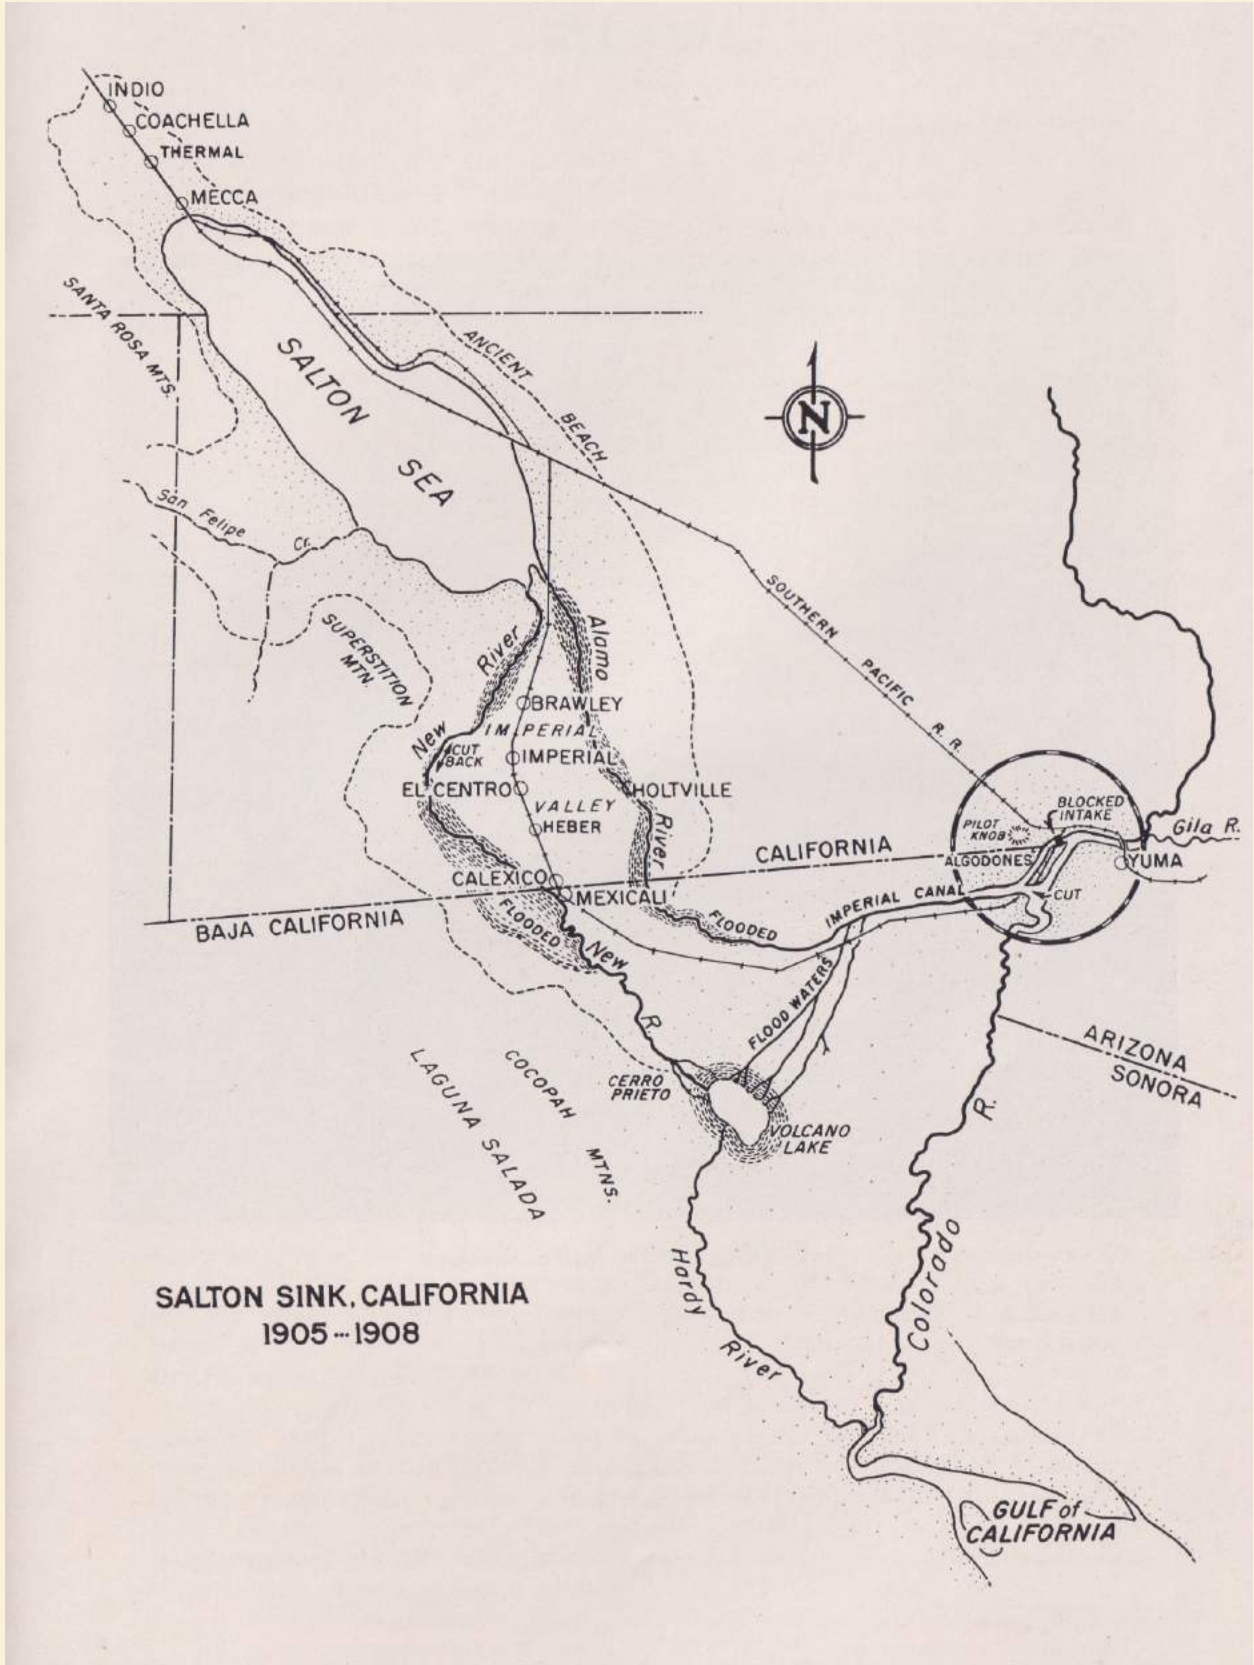 INDIO
COACHELLA
THERMAL
MECCA
SANTA ROSA MTS.
SALTON
SEA
ANCIENT
BEACH
N
San Felipe Cr.
SUPERSTITION
MTN.
SOUTHERN PACIFIC R. R.
New River
Alamo River
CUT
BACK
BRAWLEY
IMPERIAL
IMPERIAL
EL CENTRO
HOLTVILLE
VALLEY
HEBER
CALEXICO
MEXICALI
CALIFORNIA
BAJA CALIFORNIA
PILOT
KNOB
BLOCKED
INTAKE
Gila R.
ALGODONES
YUMA
CUT
IMPERIAL CANAL
FLOODED
FLOODED
New R.
FLOOD WATERS
ARIZONA
SONORA
CERRO
PRIETO
VOLCANO
LAKE
COCOPAH MTNS.
LAGUNA SALADA
Hardy River
Colorado R.
SALTON SINK, CALIFORNIA
1905---1908
GULF of
CALIFORNIA